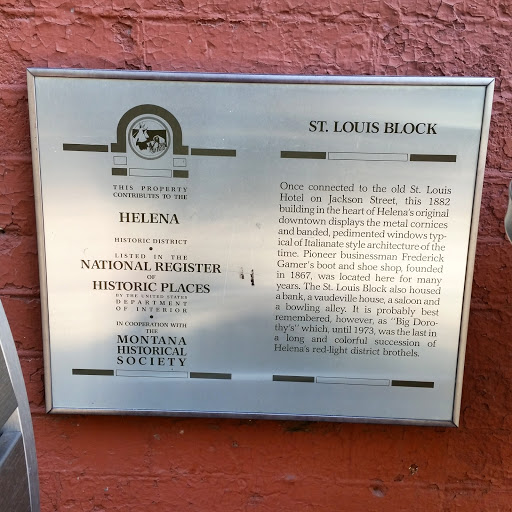 THIS PROPERTY
CONTRIBUTES TO THE
HELENA
HISTORIC DISTRICT
LISTED IN THE
NATIONAL REGISTER
OF
HISTORIC PLACES
BY THE UNITED STATES
DEPARTMENT
OF INTERIOR
IN COOPERATION WITH
THE
MONTANA
HISTORICAL
SOCIETY
ST. LOUIS BLOCK
Once connected to the old St. Louis
Hotel on Jackson Street, this 1882
building in the heart of Helena's original
downtown displays the metal cornices
and banded, pedimented windows typ-
ical of Italianate style architecture of the
time. Pioneer businessman Frederick
Gamer's boot and shoe shop, founded
in 1867, was located here for many
years. The St. Louis Block also housed
a bank, a vaudeville house, a saloon and
a bowling alley. It is probably best
remembered, however, as "Big Doro-
thy's" which, until 1973, was the last in
a long and colorful succession of
Helena's red-light district brothels.